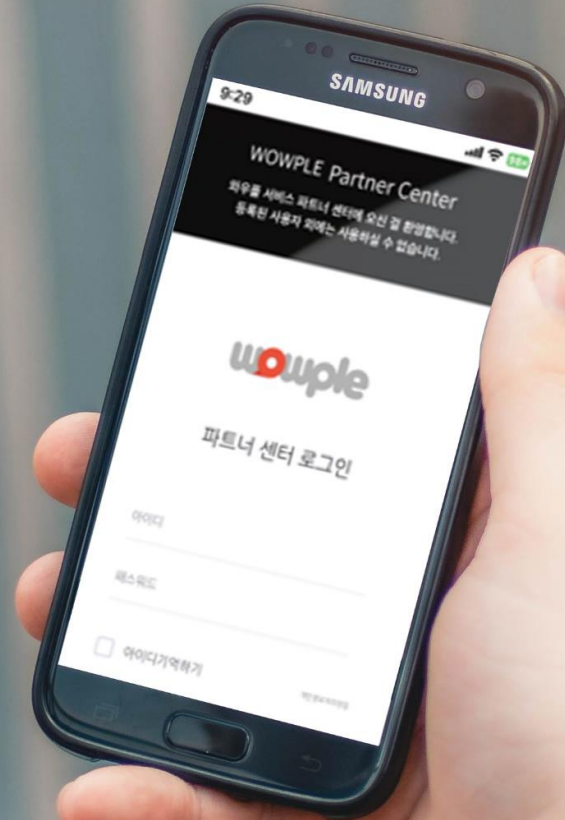 SAMSUNG
9:29
WOWPLE Partner Center
와우플 서비스 파트너 센터에 오신 걸 환영합니다.
등록된 사용자 외에는 사용하실 수 없습니다.
wowple
파트너 센터 로그인
아이디
패스워드
아이디기억하기